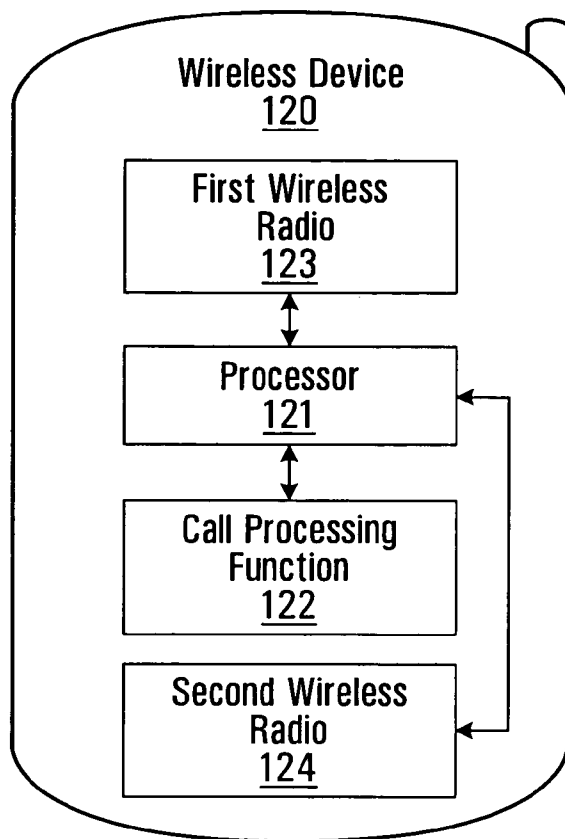 Wireless Device
120
First Wireless
Radio
123
Processor
121
Call Processing
Function
122
Second Wireless
Radio
124